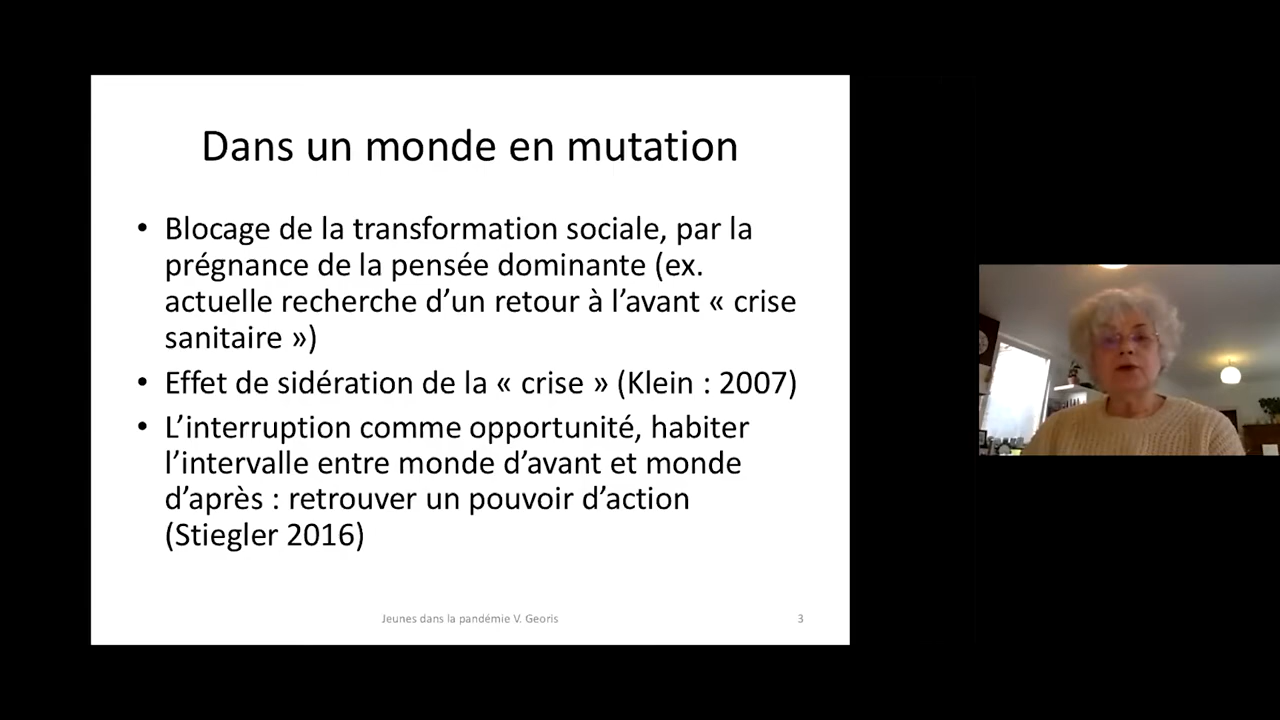 Dans un monde en mutation
• Blocage de la transformation sociale, par la
prégnance de la pensée dominante (ex.
actuelle recherche d’un retour à l’avant « crise
sanitaire »)
• Effet de sidération de la « crise » (Klein : 2007)
• L’interruption comme opportunité, habiter
l’intervalle entre monde d’avant et monde
d’après : retrouver un pouvoir d’action
(Stiegler 2016)
Jeunes dans la pandémie V. Georis
3